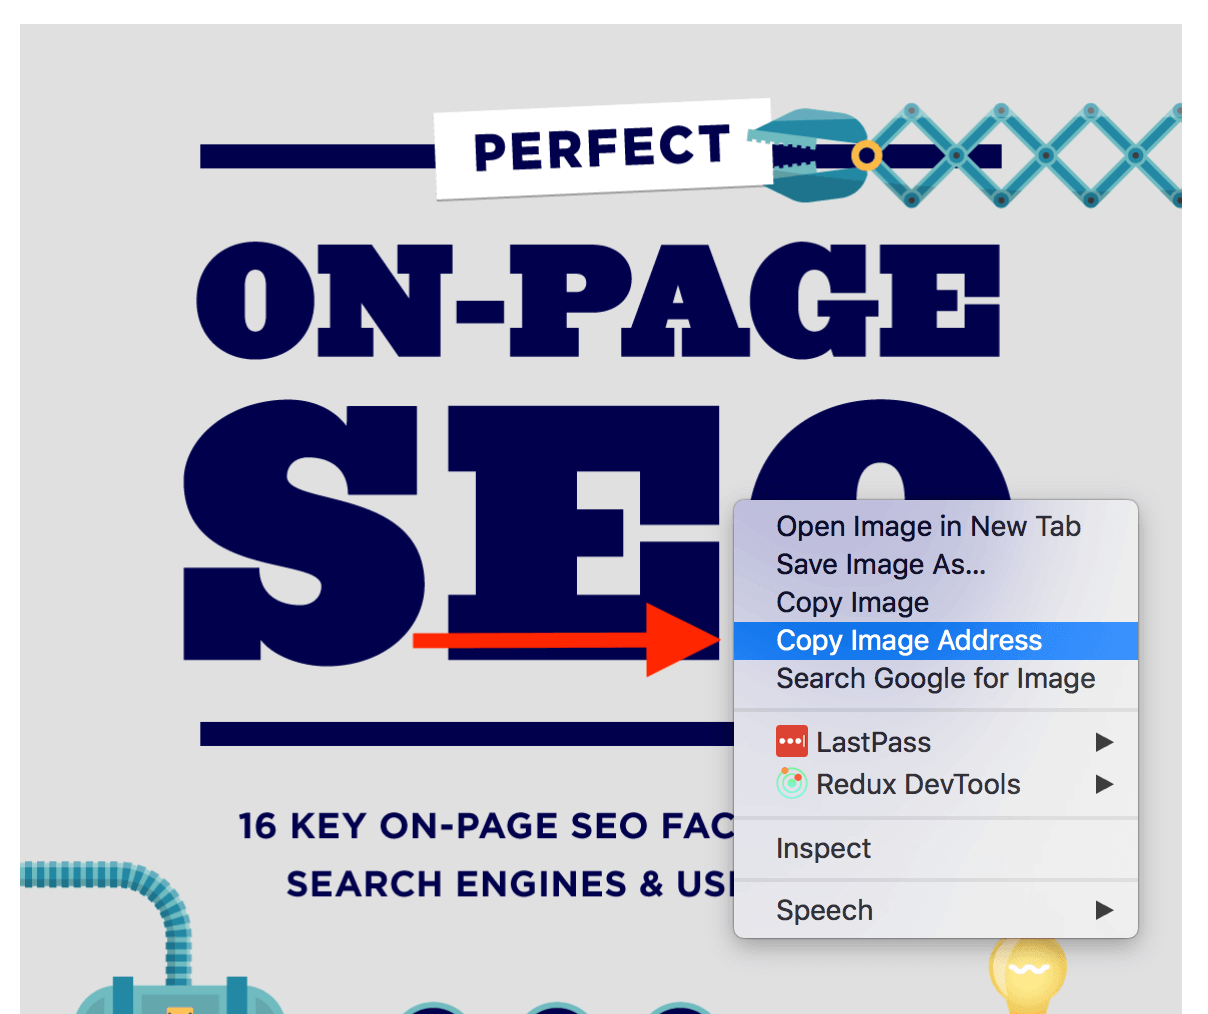 PERFECT
ON-PAGE
SEO
Open Image in New Tab
Save Image As...
Copy Image
Copy Image Address
Search Google for Image
LastPass
Redux DevTools
Inspect
Speech
16 KEY ON-PAGE SEO FAC
SEARCH ENGINES & USE